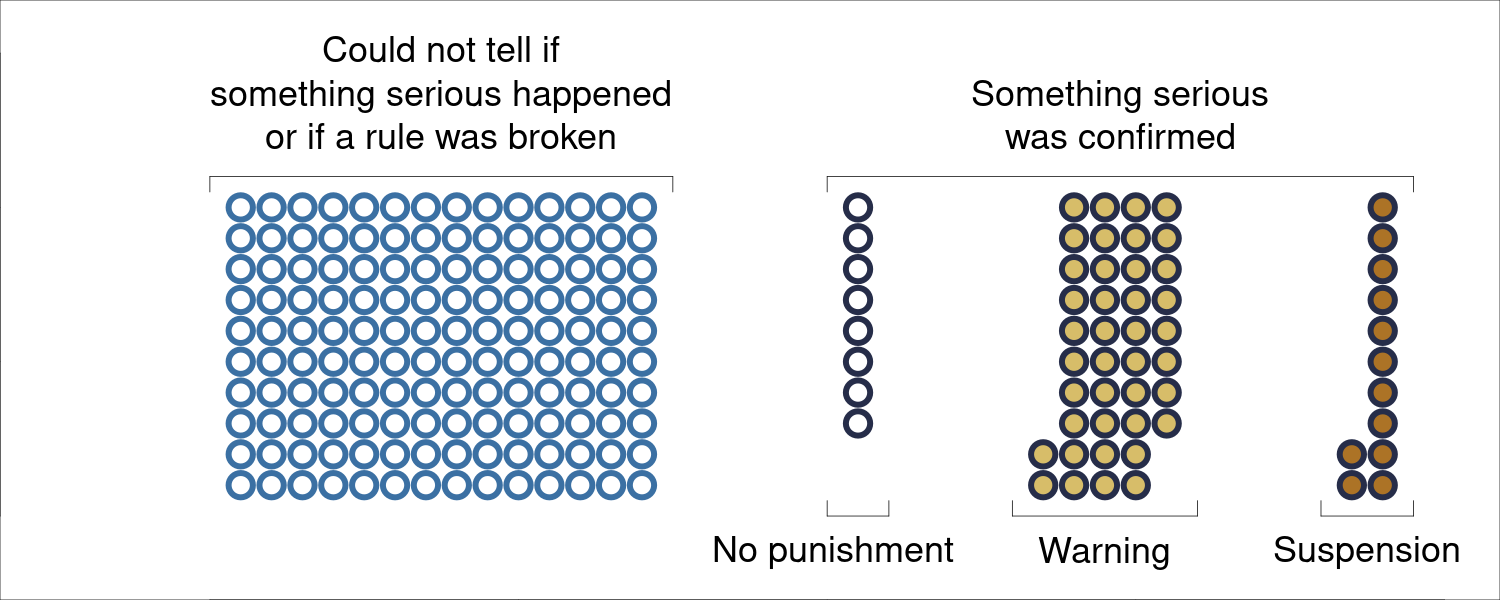 Could not tell if
something serious happened
or if a rule was broken
Something serious
was confirmed
No punishment
Warning
Suspension